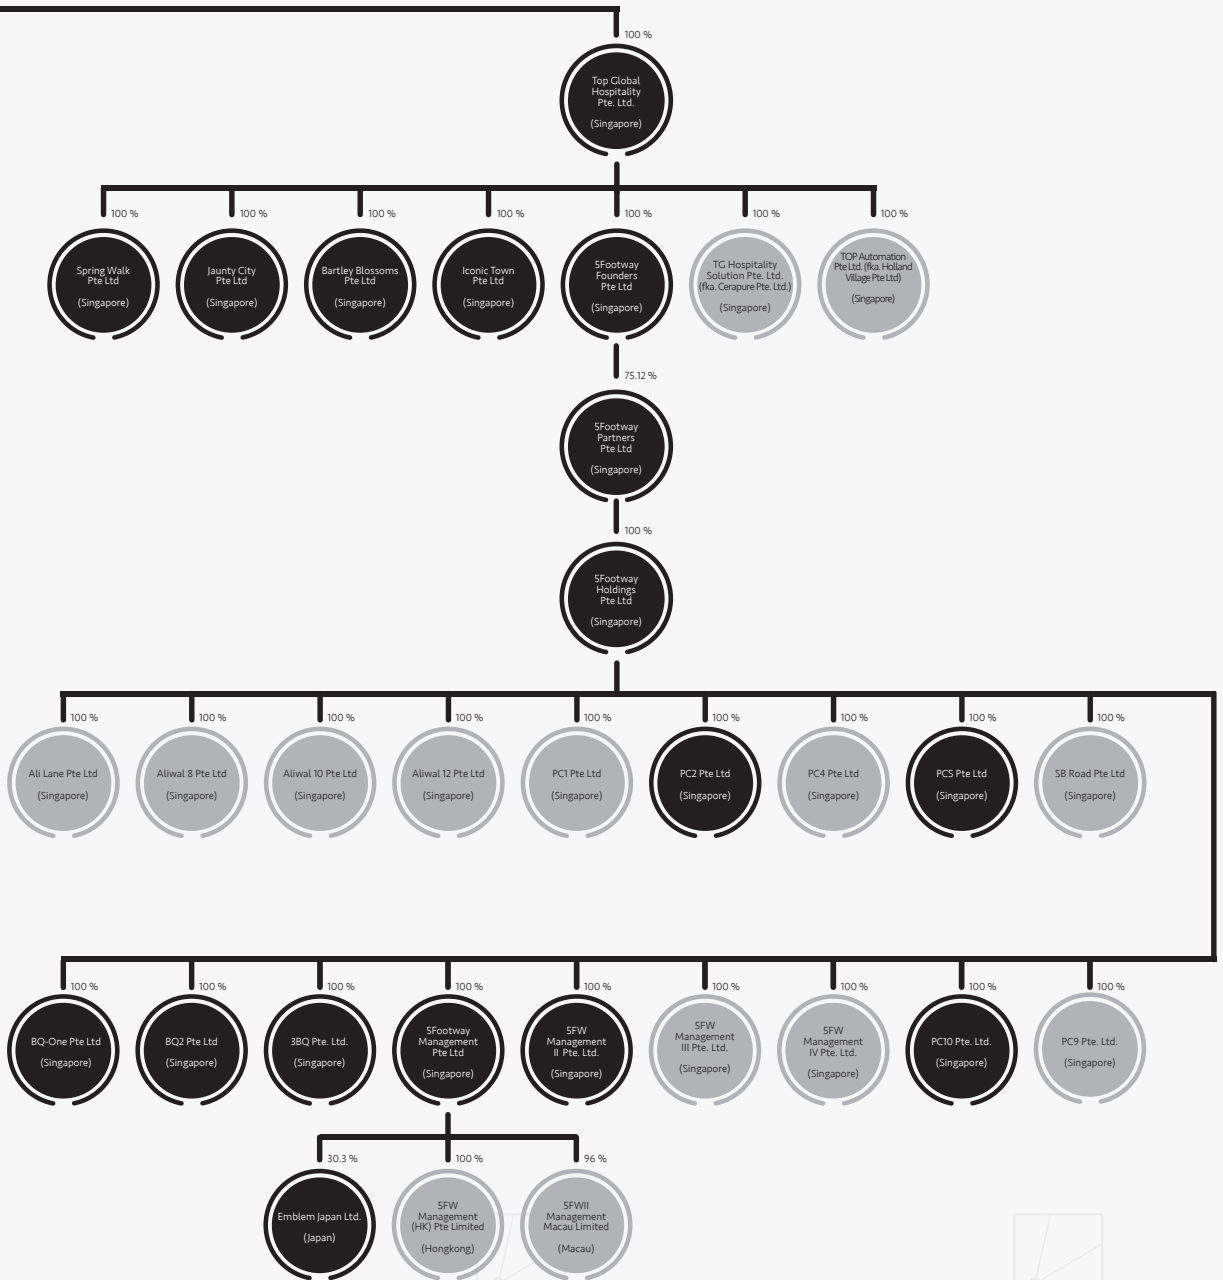 100 %
Top Global
Hospitality
Pte. Ltd.
(Singapore)
100 %
100 %
100 %
100 %
100 %
100 %
100 %
Spring Walk
Pte Ltd
(Singapore)
Jaunty City
Pte Ltd
(Singapore)
Bartley Blossoms
Pte Ltd
(Singapore)
Iconic Town
Pte Ltd
(Singapore)
5Footway
Founders
Pte Ltd
(Singapore)
TG Hospitality
Solution Pte. Ltd.
(fka. Cerapure Pte. Ltd.)
(Singapore)
TOP Automation
Pte Ltd. (fka. Holland
Village Pte Ltd)
(Singapore)
75.12 %
5Footway
Partners
Pte Ltd
(Singapore)
100 %
5Footway
Holdings
Pte Ltd
(Singapore)
100 %
100 %
100 %
100 %
100 %
100 %
100 %
100 %
100 %
Ali Lane Pte Ltd
(Singapore)
Aliwal 8 Pte Ltd
(Singapore)
Aliwal 10 Pte Ltd
(Singapore)
Aliwal 12 Pte Ltd
(Singapore)
PC1 Pte Ltd
(Singapore)
PC2 Pte Ltd
(Singapore)
PC4 Pte Ltd
(Singapore)
PCS Pte Ltd
(Singapore)
SB Road Pte Ltd
(Singapore)
100 %
100 %
100 %
100 %
100 %
100 %
100 %
100 %
100 %
BQ-One Pte Ltd
(Singapore)
BQ2 Pte Ltd
(Singapore)
3BQ Pte. Ltd.
(Singapore)
5Footway
Management
Pte Ltd
(Singapore)
5FW
Management
II Pte. Ltd.
(Singapore)
5FW
Management
III Pte. Ltd.
(Singapore)
5FW
Management
IV Pte. Ltd.
(Singapore)
PC10 Pte. Ltd.
(Singapore)
PC9 Pte. Ltd.
(Singapore)
30.3 %
100 %
96 %
Emblem Japan Ltd.
(Japan)
5FW
Management
(HK) Pte Limited
(Hongkong)
5FWII
Management
Macau Limited
(Macau)